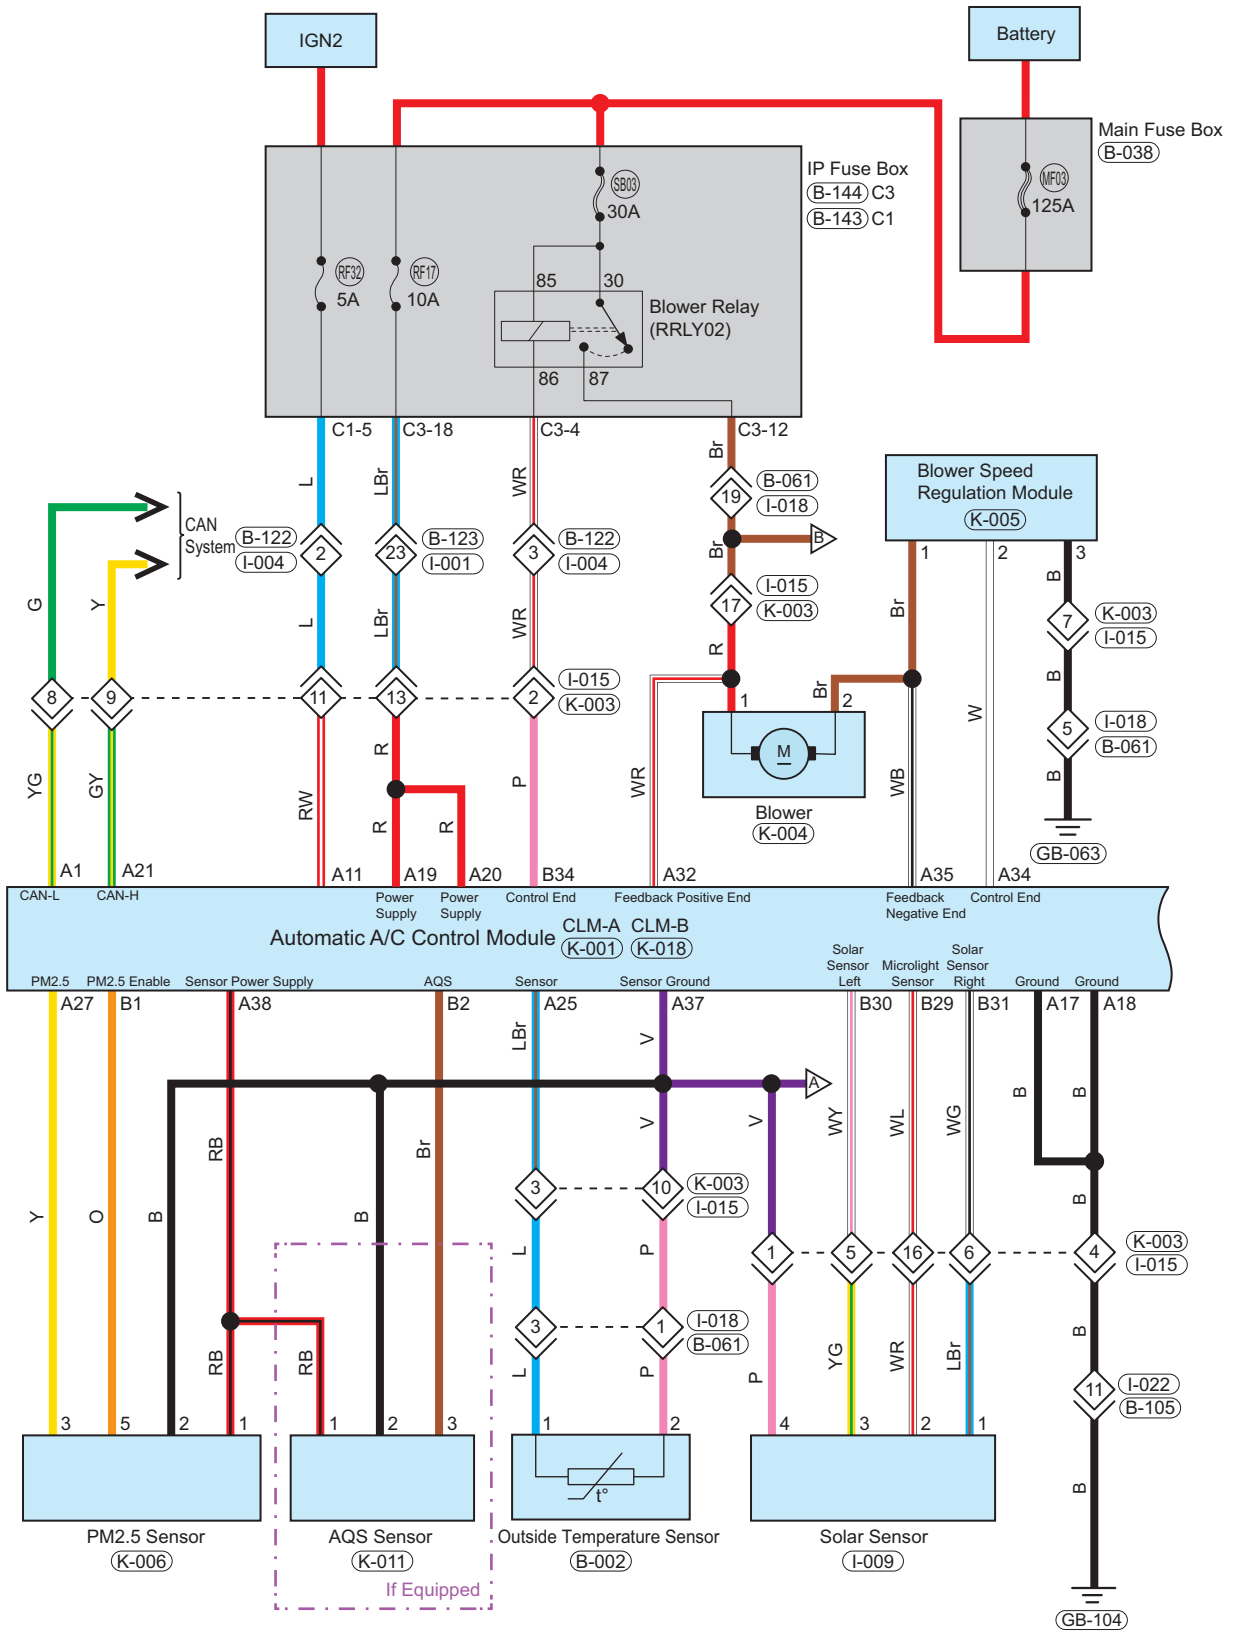 IGN2
Battery
Main Fuse Box
B-038
MF03
125A
IP Fuse Box
B-144 C3
B-143 C1
SB03
30A
RF32
5A
RF17
10A
85
30
Blower Relay
(RRLY02)
86
87
C1-5
C3-18
C3-4
C3-12
L
LBr
WR
Br
B-061
19
I-018
Blower Speed
Regulation Module
K-005
CAN
System
B-122
I-004
2
23
B-123
I-001
3
B-122
I-004
B
Br
1
2
3
B
G
Y
L
LBr
WR
I-015
17
K-003
R
Br
7
K-003
I-015
B
8
9
11
13
2
I-015
K-003
1
Br
2
W
5
I-018
B-061
R
M
YG
GY
RW
R
R
P
WR
WB
B
Blower
K-004
GB-063
A1
A21
A11
A19
A20
B34
A32
A35
A34
CAN-L
CAN-H
Power
Supply
Power
Supply
Control End
Feedback Positive End
Feedback
Negative End
Control End
Automatic A/C Control Module
CLM-A
K-001
CLM-B
K-018
Solar
Sensor
Left
Microlight
Sensor
Solar
Sensor
Right
PM2.5
PM2.5 Enable
Sensor Power Supply
AQS
Sensor
Sensor Ground
Ground
Ground
A27
B1
A38
B2
A25
A37
B30
B29
B31
A17
A18
LBr
V
A
B
B
RB
Br
V
V
WY
WL
WG
3
10
K-003
I-015
Y
O
B
B
B
L
P
1
5
16
6
4
K-003
I-015
3
1
I-018
B-061
B
RB
RB
L
P
P
YG
WR
LBr
11
I-022
B-105
3
5
2
1
1
2
3
1
2
4
3
2
1
B
t°
PM2.5 Sensor
K-006
AQS Sensor
K-011
Outside Temperature Sensor
B-002
Solar Sensor
I-009
If Equipped
GB-104